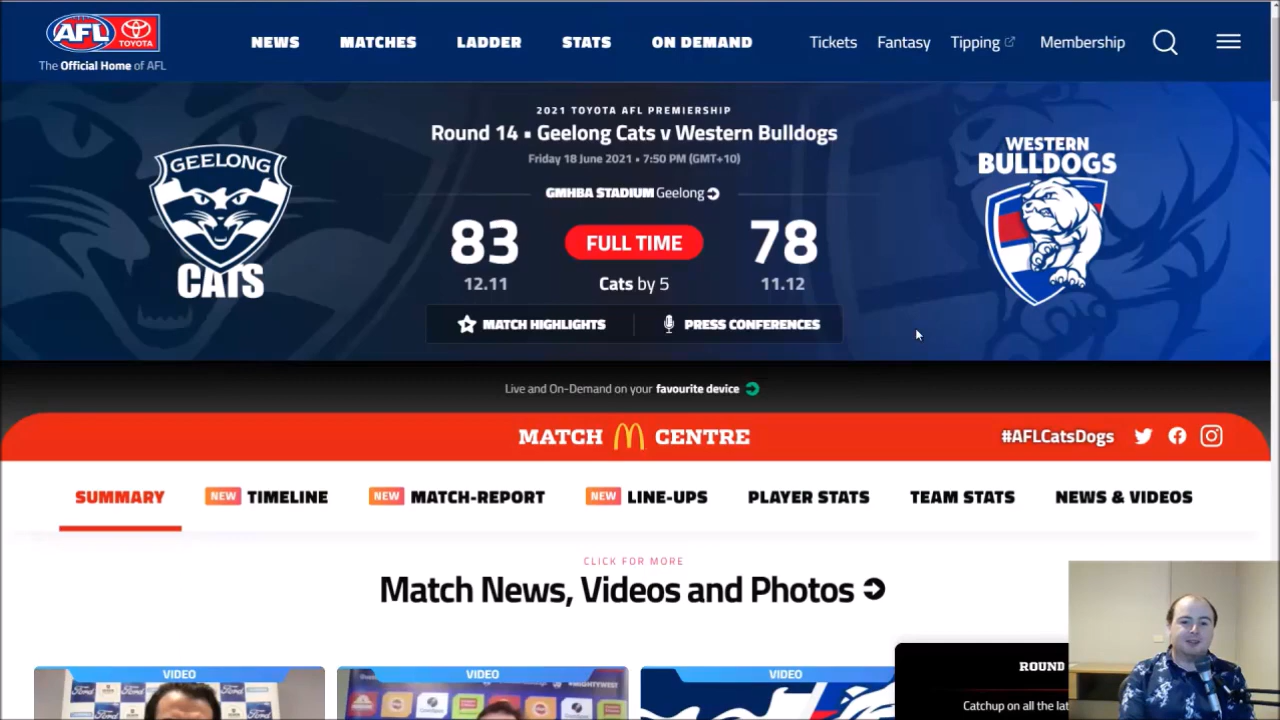 AFL TOYOTA
The Official Home of AFL
NEWS MATCHES LADDER STATS ON DEMAND Tickets Fantasy Tipping Membership
2021 TOYOTA AFL PREMIERSHIP
Round 14 • Geelong Cats v Western Bulldogs
Friday 18 June 2021 • 7:50 PM (GMT+10)
GMHBA STADIUM Geelong
GEELONG
CATS
WESTERN
BULLDOGS
83 FULL TIME 78
12.11 Cats by 5 11.12
MATCH HIGHLIGHTS PRESS CONFERENCES
Live and On-Demand on your favourite device
MATCH CENTRE #AFLCatsDogs
SUMMARY NEW TIMELINE NEW MATCH-REPORT NEW LINE-UPS PLAYER STATS TEAM STATS NEWS & VIDEOS
CLICK FOR MORE
Match News, Videos and Photos
VIDEO VIDEO VIDEO
ROUND
Catchup on all the lat
Ford Ford